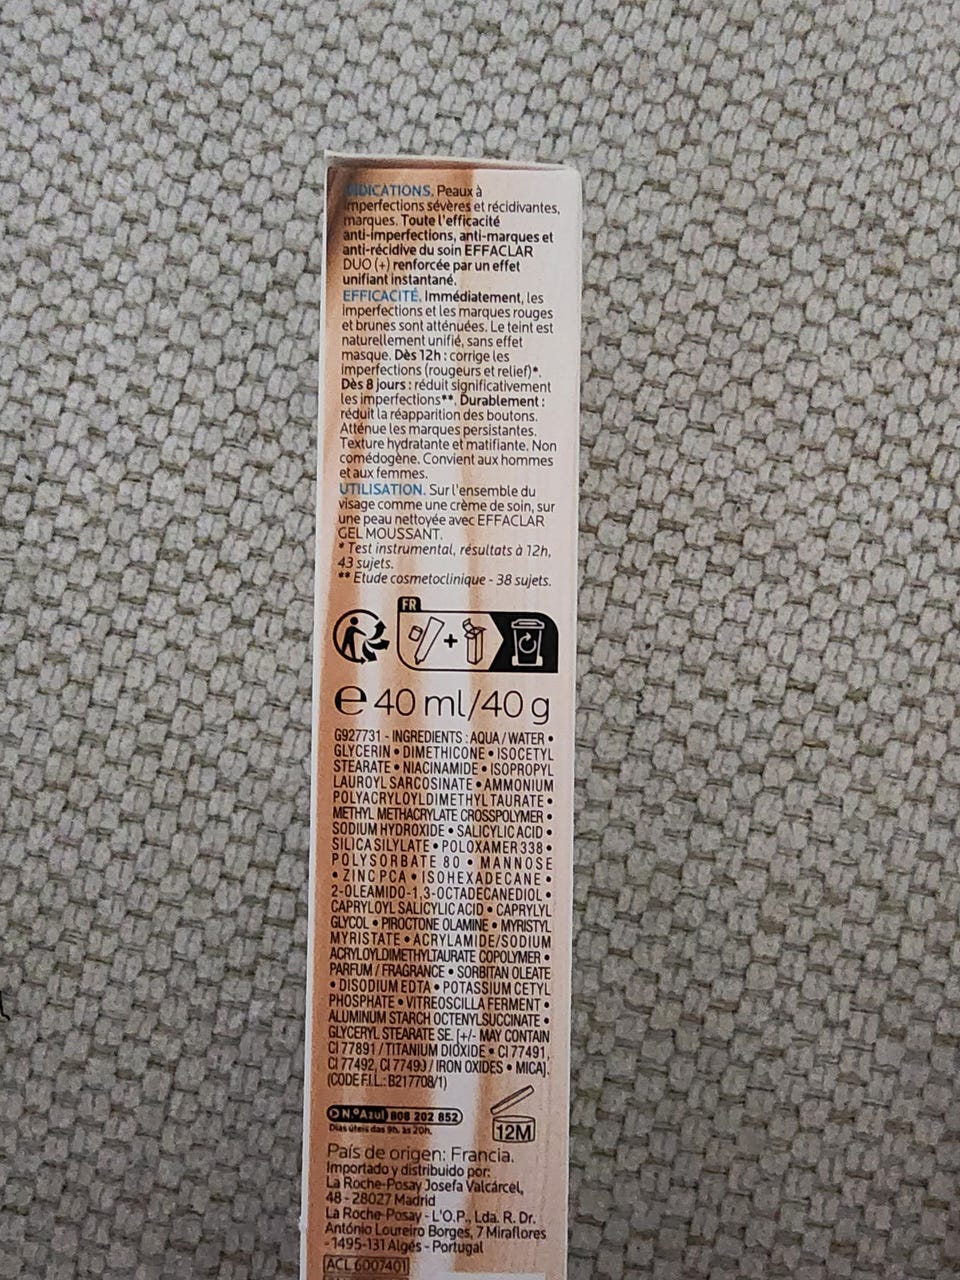 INDICATIONS. Peaux à
imperfections sévères et récidivantes,
marques. Toute l'efficacité
anti-imperfections, anti-marques et
anti-récidive du soin EFFACLAR
DUO (+) renforcée par un effet
unifiant instantané.
EFFICACITÉ. Immédiatement, les
imperfections et les marques rouges
et brunes sont atténuées. Le teint est
naturellement unifié, sans effet
masque. Dès 12h : corrige les
imperfections (rougeurs et relief)*.
Dès 8 jours : réduit significativement
les imperfections**. Durablement :
réduit la réapparition des boutons.
Atténue les marques persistantes.
Texture hydratante et matifiante. Non
comédogène. Convient aux hommes
et aux femmes.
UTILISATION. Sur l'ensemble du
visage comme une crème de soin, sur
une peau nettoyée avec EFFACLAR
GEL MOUSSANT.
* Test instrumental, résultats à 12h,
43 sujets.
** Etude cosmetoclinique - 38 sujets.
FR
+
e 40 ml/40 g
G927731 - INGREDIENTS : AQUA / WATER •
GLYCERIN • DIMETHICONE • ISOCETYL
STEARATE • NIACINAMIDE • ISOPROPYL
LAUROYL SARCOSINATE • AMMONIUM
POLYACRYLOYLDIMETHYL TAURATE •
METHYL METHACRYLATE CROSSPOLYMER •
SODIUM HYDROXIDE • SALICYLIC ACID •
SILICA SILYLATE • POLOXAMER 338 •
POLYSORBATE 80 • MANNOSE
• ZINC PCA • ISOHEXADECANE •
2-OLEAMIDO-1,3-OCTADECANEDIOL •
CAPRYLOYL SALICYLIC ACID • CAPRYLYL
GLYCOL • PIROCTONE OLAMINE • MYRISTYL
MYRISTATE • ACRYLAMIDE/SODIUM
ACRYLOYLDIMETHYLTAURATE COPOLYMER •
PARFUM / FRAGRANCE • SORBITAN OLEATE
• DISODIUM EDTA • POTASSIUM CETYL
PHOSPHATE • VITREOSCILLA FERMENT •
ALUMINUM STARCH OCTENYLSUCCINATE •
GLYCERYL STEARATE SE. [+/- MAY CONTAIN
CI 77891 / TITANIUM DIOXIDE • CI 77491,
CI 77492, CI 77499 / IRON OXIDES • MICA].
(CODE F.I.L.: B217708/1)
N.º Azul 808 202 852
Dias úteis das 9h. às 20h.
12M
País de origen: Francia.
Importado y distribuido por:
La Roche-Posay Josefa Valcárcel,
48 - 28027 Madrid
La Roche-Posay - L'O.P., Lda. R. Dr.
António Loureiro Borges, 7 Miraflores
- 1495-131 Algés - Portugal
ACL 6007401